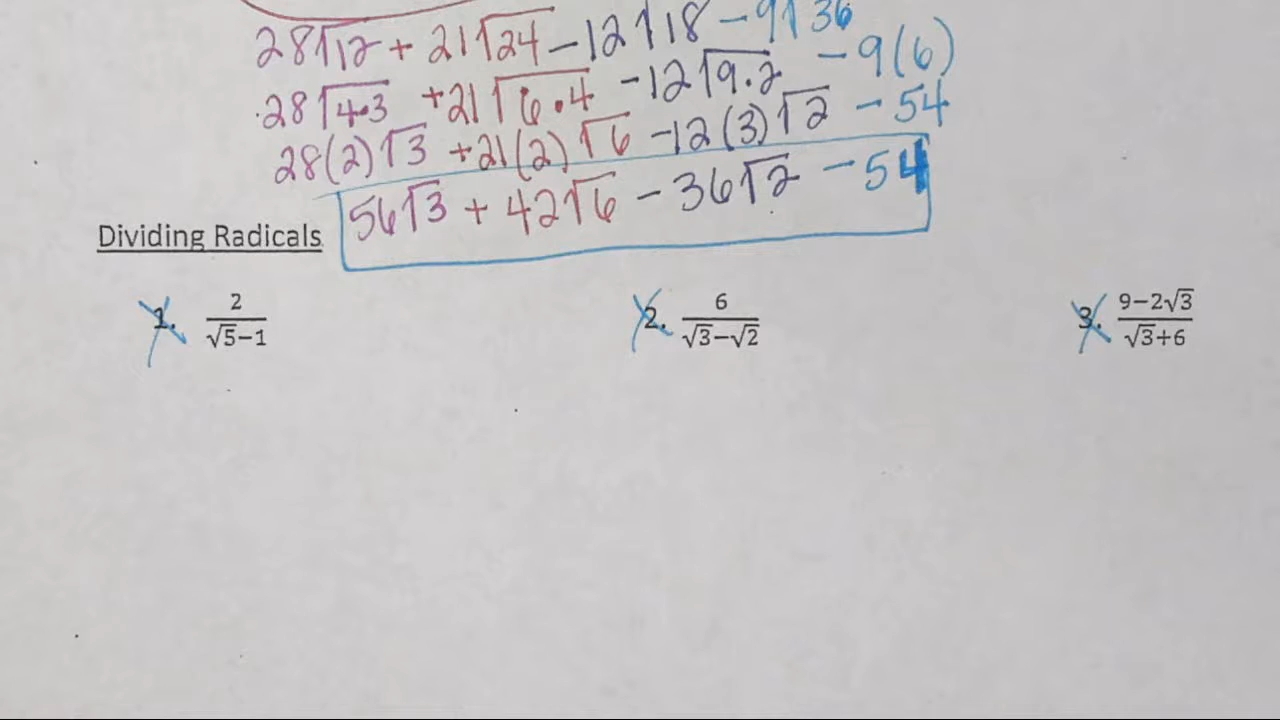 28√12 + 21√24 - 12√18 - 9√36
28√4•3 + 21√6•4 - 12√9•2 - 9(6)
28(2)√3 + 21(2)√6 - 12(3)√2 - 54
56√3 + 42√6 - 36√2 - 54
Dividing Radicals
1. 2/(√5-1) 2. 6/(√3-√2) 3. (9-2√3)/(√3+6)